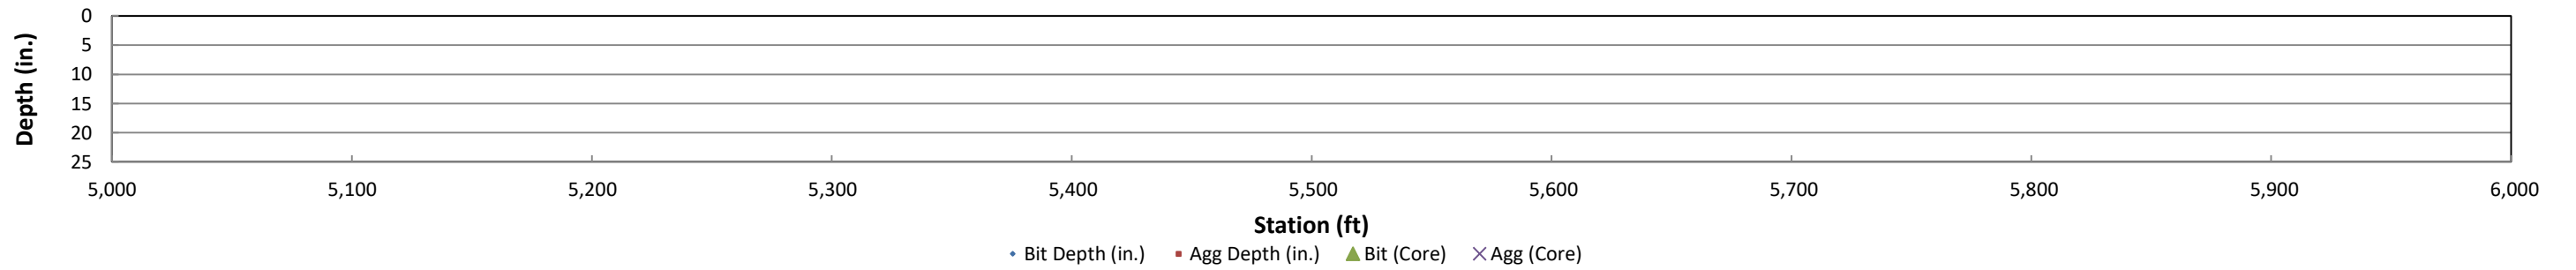 Depth (in.)
0
5
10
15
20
25
5,000 5,100 5,200 5,300 5,400 5,500 5,600 5,700 5,800 5,900 6,000
Station (ft)
Bit Depth (in.) Agg Depth (in.) Bit (Core) Agg (Core)